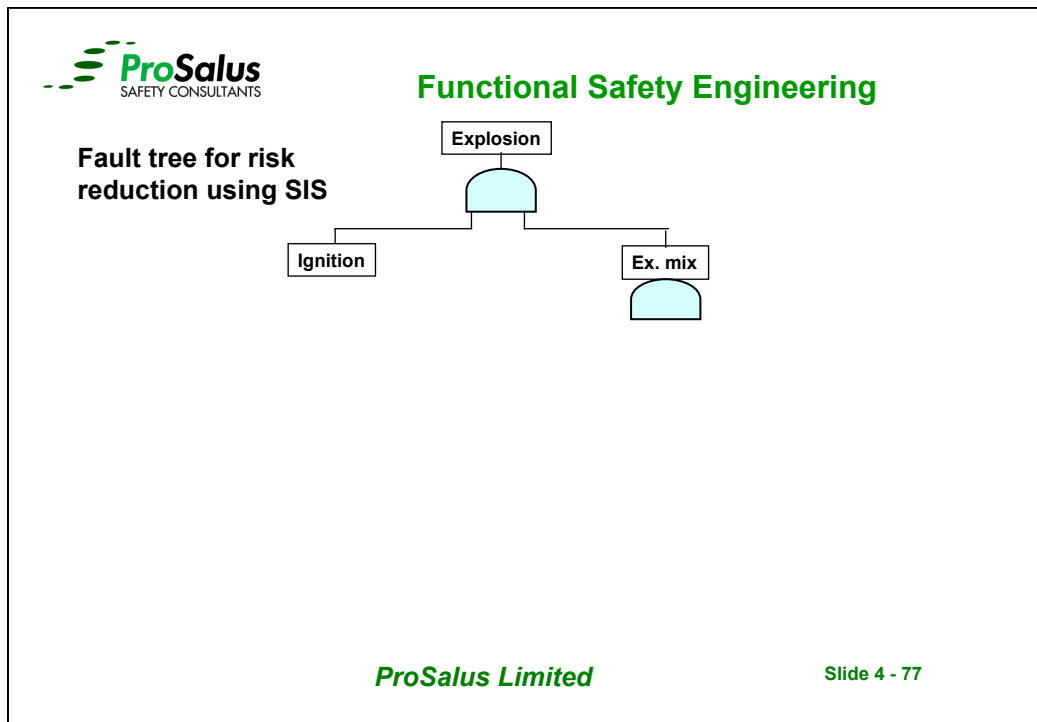 ProSalus
SAFETY CONSULTANTS
Functional Safety Engineering
Fault tree for risk
reduction using SIS
Explosion
Ignition
Ex. mix
ProSalus Limited
Slide 4 - 77